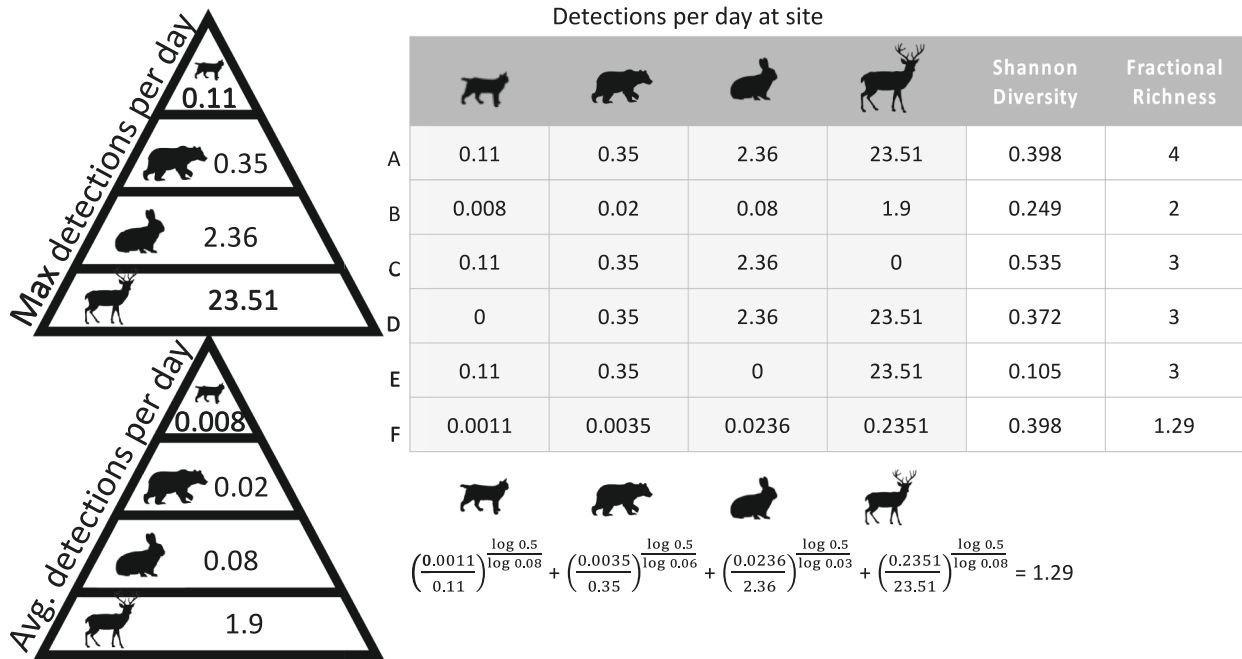 Max detections per day
0.11
0.35
2.36
23.51
Avg. detections per day
0.008
0.02
0.08
1.9
Detections per day at site
Shannon Diversity Fractional Richness
A 0.11 0.35 2.36 23.51 0.398 4
B 0.008 0.02 0.08 1.9 0.249 2
C 0.11 0.35 2.36 0 0.535 3
D 0 0.35 2.36 23.51 0.372 3
E 0.11 0.35 0 23.51 0.105 3
F 0.0011 0.0035 0.0236 0.2351 0.398 1.29
(0.0011/0.11)^(log 0.5/log 0.08) + (0.0035/0.35)^(log 0.5/log 0.06) + (0.0236/2.36)^(log 0.5/log 0.03) + (0.2351/23.51)^(log 0.5/log 0.08) = 1.29